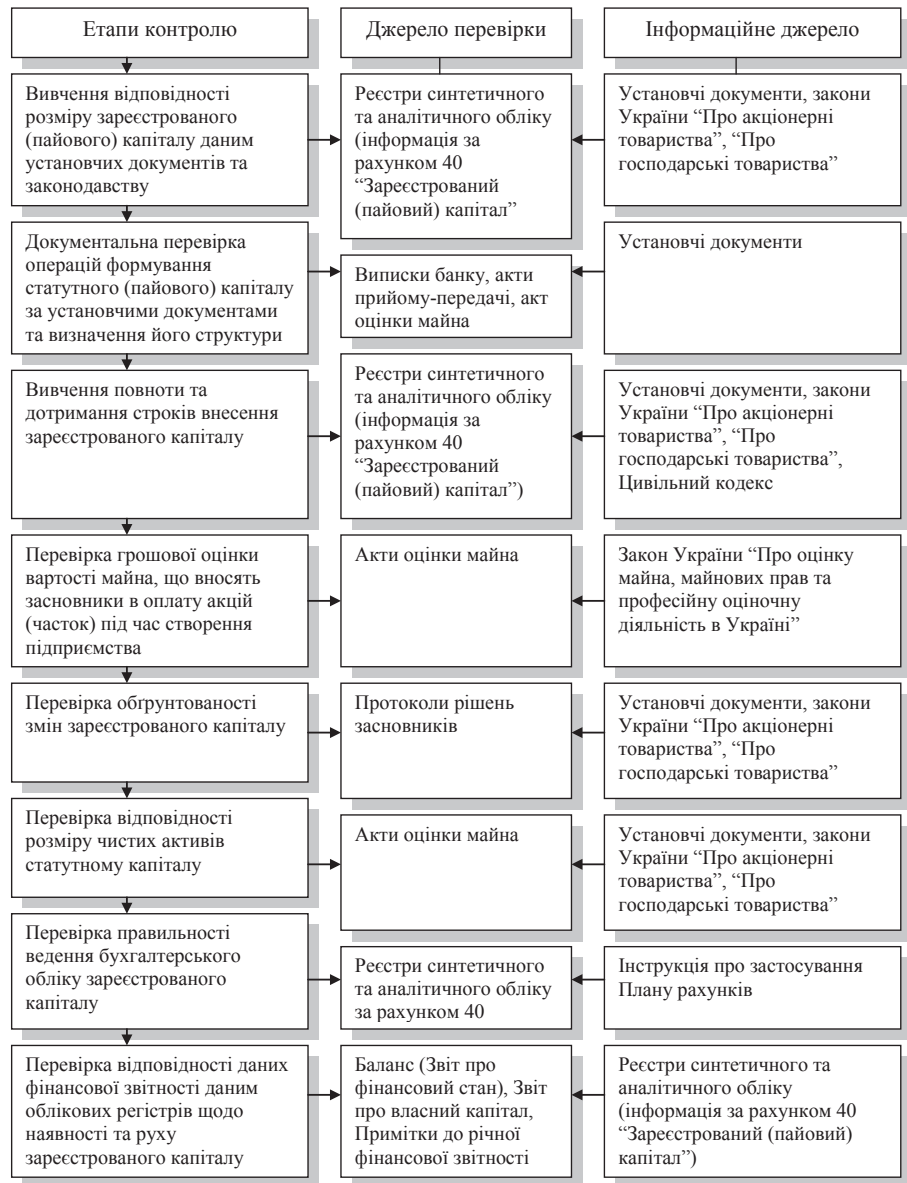 Етапи контролю
Джерело перевірки
Інформаційне джерело
Вивчення відповідності
розміру зареєстрованого
(пайового) капіталу даним
установчих документів та
законодавству
Реєстри синтетичного
та аналітичного обліку
(інформація за
рахунком 40
“Зареєстрований
(пайовий) капітал”
Установчі документи, закони
України “Про акціонерні
товариства”, “Про
господарські товариства”
Документальна перевірка
операцій формування
статутного (пайового) капіталу
за установчими документами
та визначення його структури
Виписки банку, акти
прийому-передачі, акт
оцінки майна
Установчі документи
Вивчення повноти та
дотримання строків внесення
зареєстрованого капіталу
Реєстри синтетичного
та аналітичного обліку
(інформація за
рахунком 40
“Зареєстрований
(пайовий) капітал”)
Установчі документи, закони
України “Про акціонерні
товариства”, “Про
господарські товариства”,
Цивільний кодекс
Перевірка грошової оцінки
вартості майна, що вносять
засновники в оплату акцій
(часток) під час створення
підприємства
Акти оцінки майна
Закон України “Про оцінку
майна, майнових прав та
професійну оціночну
діяльність в Україні”
Перевірка обґрунтованості
змін зареєстрованого капіталу
Протоколи рішень
засновників
Установчі документи, закони
України “Про акціонерні
товариства”, “Про
господарські товариства”
Перевірка відповідності
розміру чистих активів
статутному капіталу
Акти оцінки майна
Установчі документи, закони
України “Про акціонерні
товариства”, “Про
господарські товариства”
Перевірка правильності
ведення бухгалтерського
обліку зареєстрованого
капіталу
Реєстри синтетичного
та аналітичного обліку
за рахунком 40
Інструкція про застосування
Плану рахунків
Перевірка відповідності даних
фінансової звітності даним
облікових регістрів щодо
наявності та руху
зареєстрованого капіталу
Баланс (Звіт про
фінансовий стан), Звіт
про власний капітал,
Примітки до річної
фінансової звітності
Реєстри синтетичного та
аналітичного обліку
(інформація за рахунком 40
“Зареєстрований (пайовий)
капітал”)